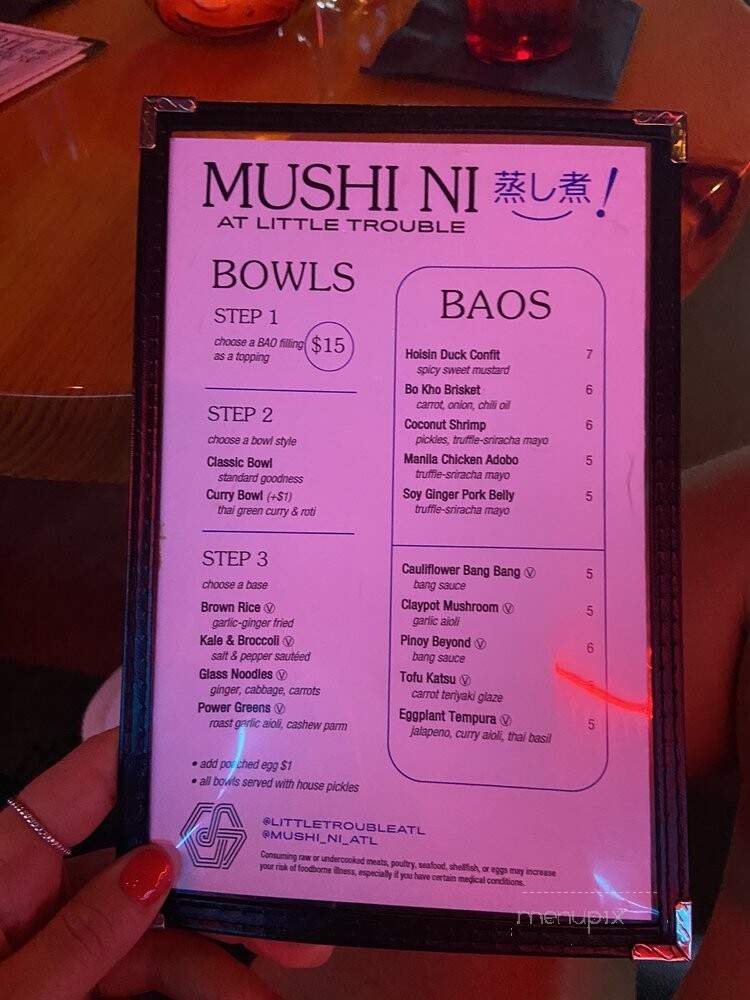 MUSHI NI 蒸し煮!
AT LITTLE TROUBLE
BOWLS
STEP 1
choose a BAO filling
as a topping
$15
STEP 2
choose a bowl style
Classic Bowl
standard goodness
Curry Bowl (+$1)
thai green curry & roti
STEP 3
choose a base
Brown Rice Ⓥ
garlic-ginger fried
Kale & Broccoli Ⓥ
salt & pepper sautéed
Glass Noodles Ⓥ
ginger, cabbage, carrots
Power Greens Ⓥ
roast garlic aioli, cashew parm
• add poached egg $1
• all bowls served with house pickles
BAOS
Hoisin Duck Confit 7
spicy sweet mustard
Bo Kho Brisket 6
carrot, onion, chili oil
Coconut Shrimp 6
pickles, truffle-sriracha mayo
Manila Chicken Adobo 5
truffle-sriracha mayo
Soy Ginger Pork Belly 5
truffle-sriracha mayo
Cauliflower Bang Bang Ⓥ 5
bang sauce
Claypot Mushroom Ⓥ 5
garlic aioli
Pinoy Beyond Ⓥ 6
bang sauce
Tofu Katsu Ⓥ
carrot teriyaki glaze
Eggplant Tempura Ⓥ 5
jalapeno, curry aioli, thai basil
@LITTLETROUBLEATL
@MUSHI_NI_ATL
Consuming raw or undercooked meats, poultry, seafood, shellfish, or eggs may increase
your risk of foodborne illness, especially if you have certain medical conditions.
menupix